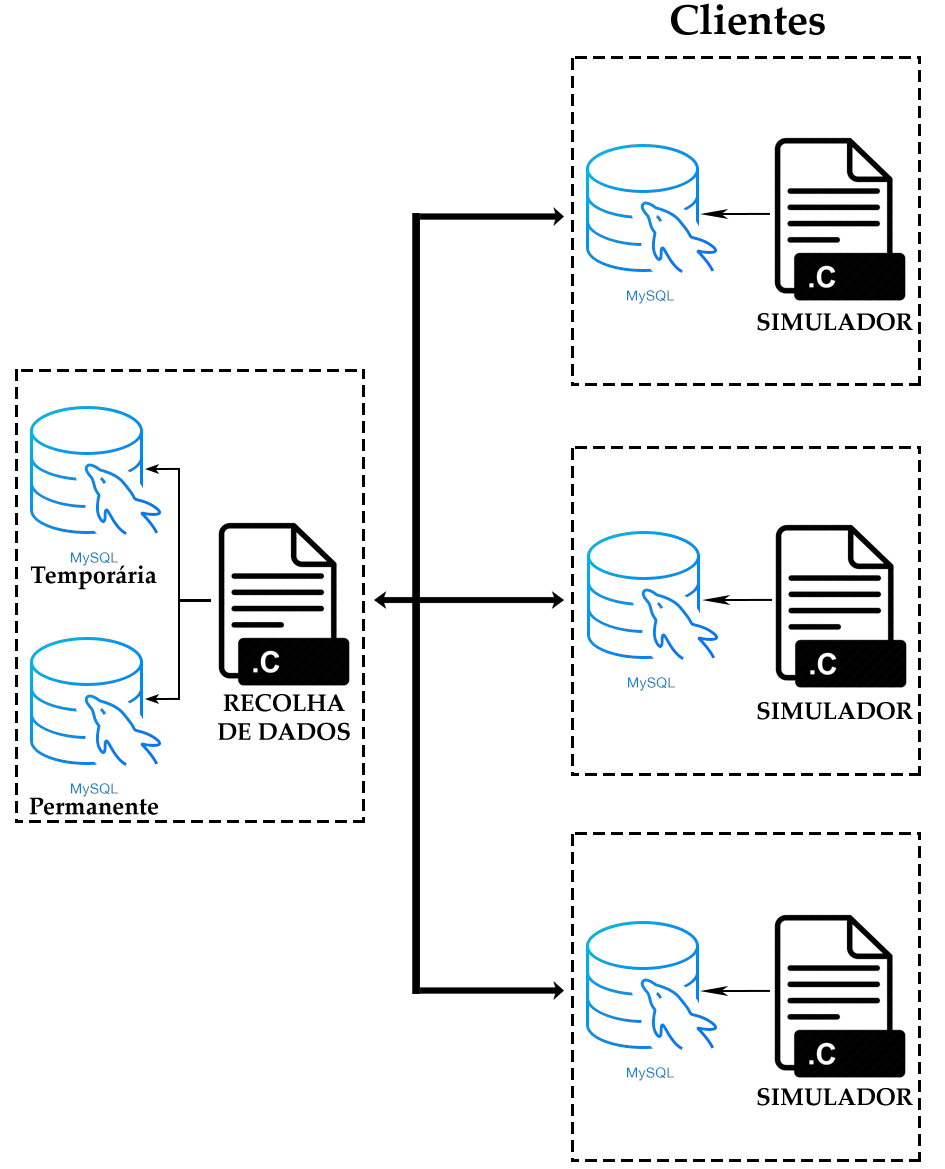 Clientes
.C
MySQL
SIMULADOR
MySQL
Temporária
.C
RECOLHA
DE DADOS
MySQL
Permanente
.C
MySQL
SIMULADOR
.C
MySQL
SIMULADOR